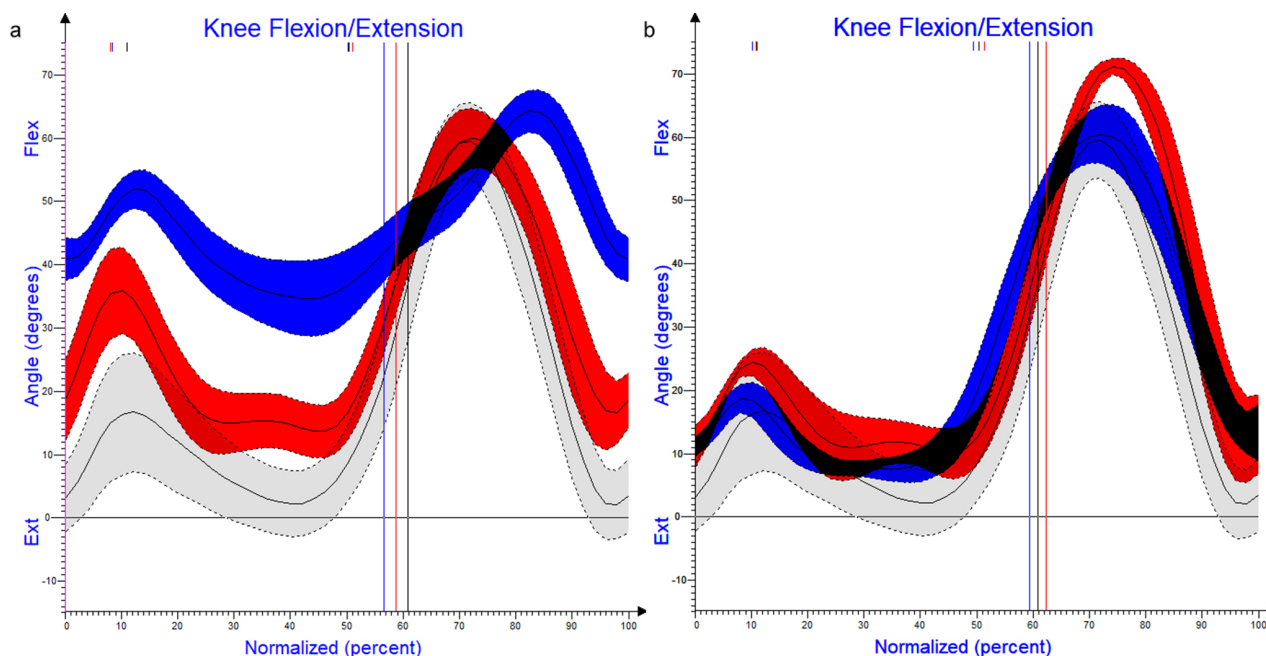 a
Knee Flexion/Extension
70
60
50
40
30
20
10
0
-10
Flex
Angle (degrees)
Ext
0 10 20 30 40 50 60 70 80 90 100
Normalized (percent)
b
Knee Flexion/Extension
70
60
50
40
30
20
10
0
-10
Flex
Angle (degrees)
Ext
0 10 20 30 40 50 60 70 80 90 100
Normalized (percent)